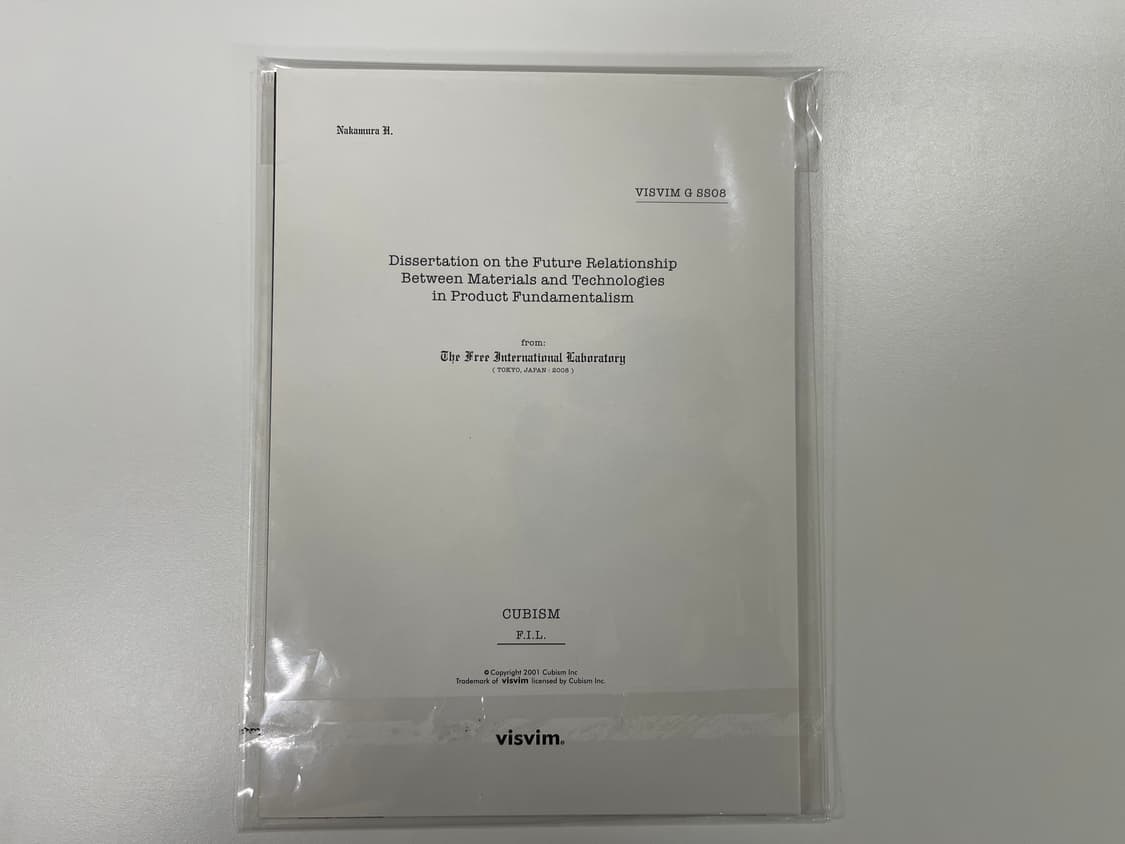 Nakamura H.
VISVIM G SS08
Dissertation on the Future Relationship
Between Materials and Technologies
in Product Fundamentalism
from:
The Free International Laboratory
( TOKYO, JAPAN : 2008 )
CUBISM
F.I.L.
© Copyright 2001 Cubism Inc
Trademark of visvim licensed by Cubism Inc.
visvim®